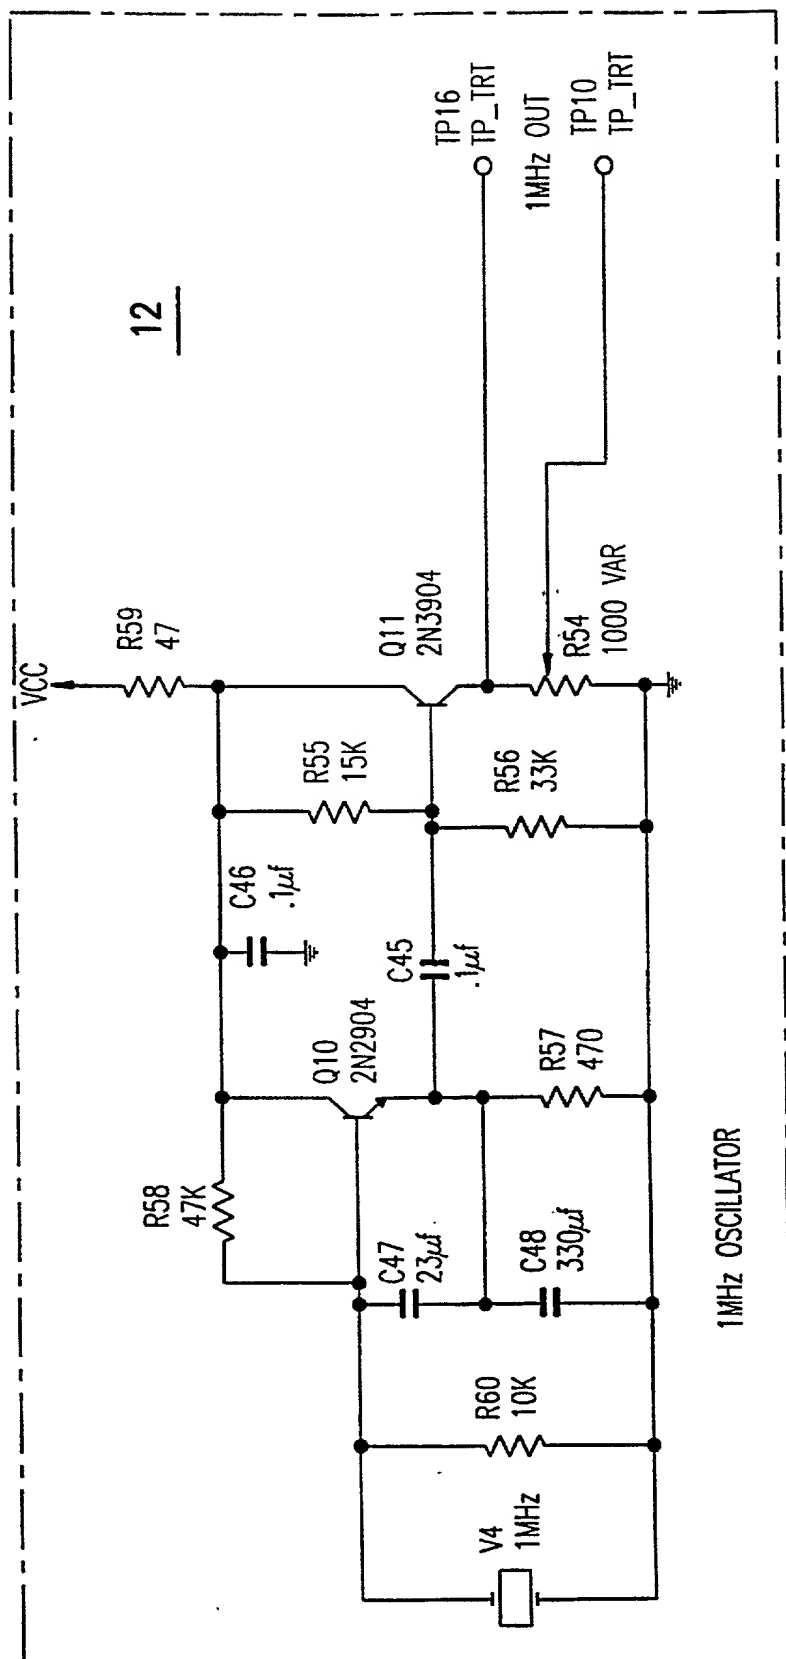 12
VCC
R59
47
TP16
TP_TRT
1MHz OUT
TP10
TP_TRT
Q11
2N3904
R54
1000 VAR
R55
15K
R56
33K
C46
.1µf
C45
.1µf
Q10
2N2904
R57
470
R58
47K
C47
23µf
C48
330µf
R60
10K
V4
1MHz
1MHz OSCILLATOR